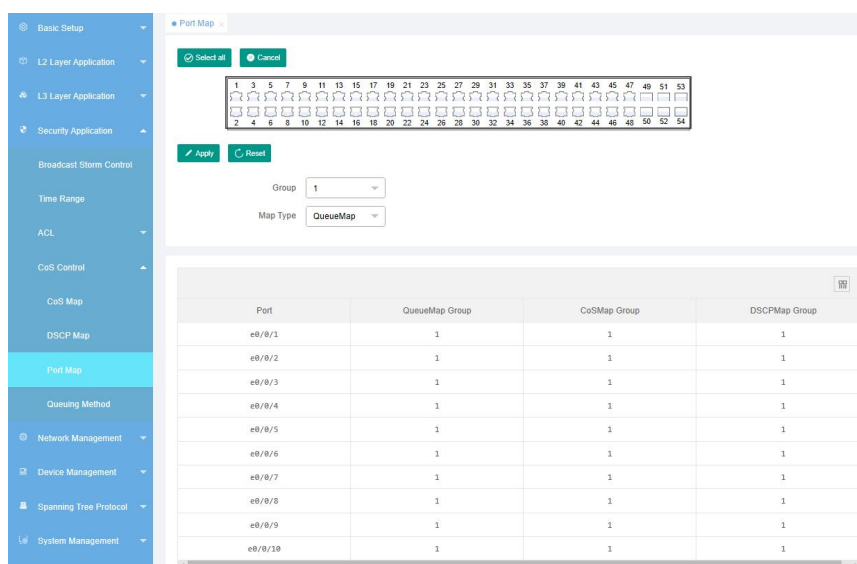 Basic Setup
L2 Layer Application
L3 Layer Application
Security Application
Broadcast Storm Control
Time Range
ACL
CoS Control
CoS Map
DSCP Map
Port Map
Queuing Method
Network Management
Device Management
Spanning Tree Protocol
System Management
Port Map ×
Select all Cancel
1 3 5 7 9 11 13 15 17 19 21 23 25 27 29 31 33 35 37 39 41 43 45 47 49 51 53
2 4 6 8 10 12 14 16 18 20 22 24 26 28 30 32 34 36 38 40 42 44 46 48 50 52 54
Apply Reset
Group 1
Map Type QueueMap
Port QueueMap Group CoSMap Group DSCPMap Group
e0/0/1 1 1 1
e0/0/2 1 1 1
e0/0/3 1 1 1
e0/0/4 1 1 1
e0/0/5 1 1 1
e0/0/6 1 1 1
e0/0/7 1 1 1
e0/0/8 1 1 1
e0/0/9 1 1 1
e0/0/10 1 1 1